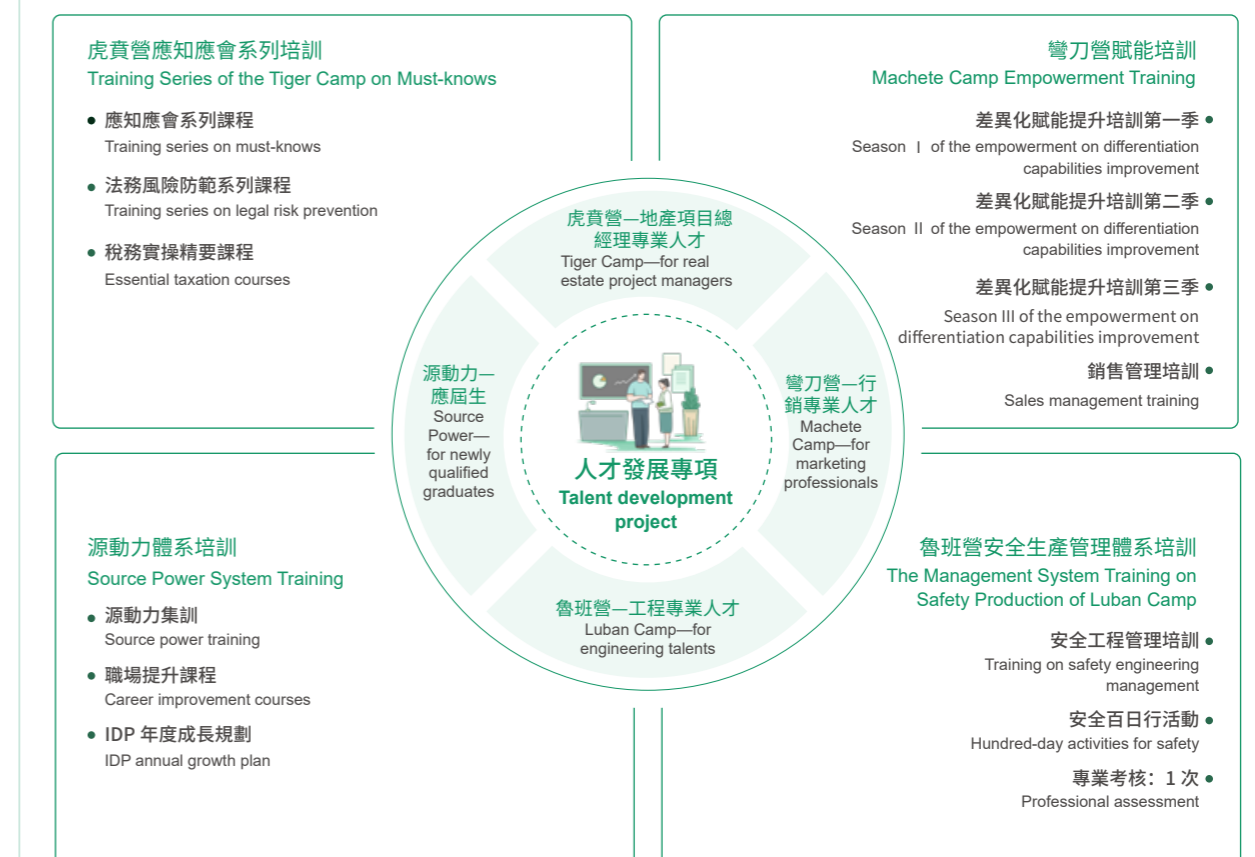 虎賁營應知應會系列培訓
Training Series of the Tiger Camp on Must-knows
應知應會系列課程
Training series on must-knows
法務風險防範系列課程
Training series on legal risk prevention
稅務實操精要課程
Essential taxation courses
彎刀營賦能培訓
Machete Camp Empowerment Training
差異化賦能提升培訓第一季
Season Ⅰ of the empowerment on differentiation
capabilities improvement
差異化賦能提升培訓第二季
Season Ⅱ of the empowerment on differentiation
capabilities improvement
差異化賦能提升培訓第三季
Season III of the empowerment on
differentiation capabilities improvement
銷售管理培訓
Sales management training
虎賁營—地產項目總
經理專業人才
Tiger Camp—for real
estate project managers
源動力—
應屆生
Source
Power—
for newly
qualified
graduates
人才發展專項
Talent development
project
彎刀營—行
銷專業人才
Machete
Camp—for
marketing
professionals
魯班營—工程專業人才
Luban Camp—for
engineering talents
源動力體系培訓
Source Power System Training
源動力集訓
Source power training
職場提升課程
Career improvement courses
IDP 年度成長規劃
IDP annual growth plan
魯班營安全生產管理體系培訓
The Management System Training on
Safety Production of Luban Camp
安全工程管理培訓
Training on safety engineering
management
安全百日行活動
Hundred-day activities for safety
專業考核：1 次
Professional assessment